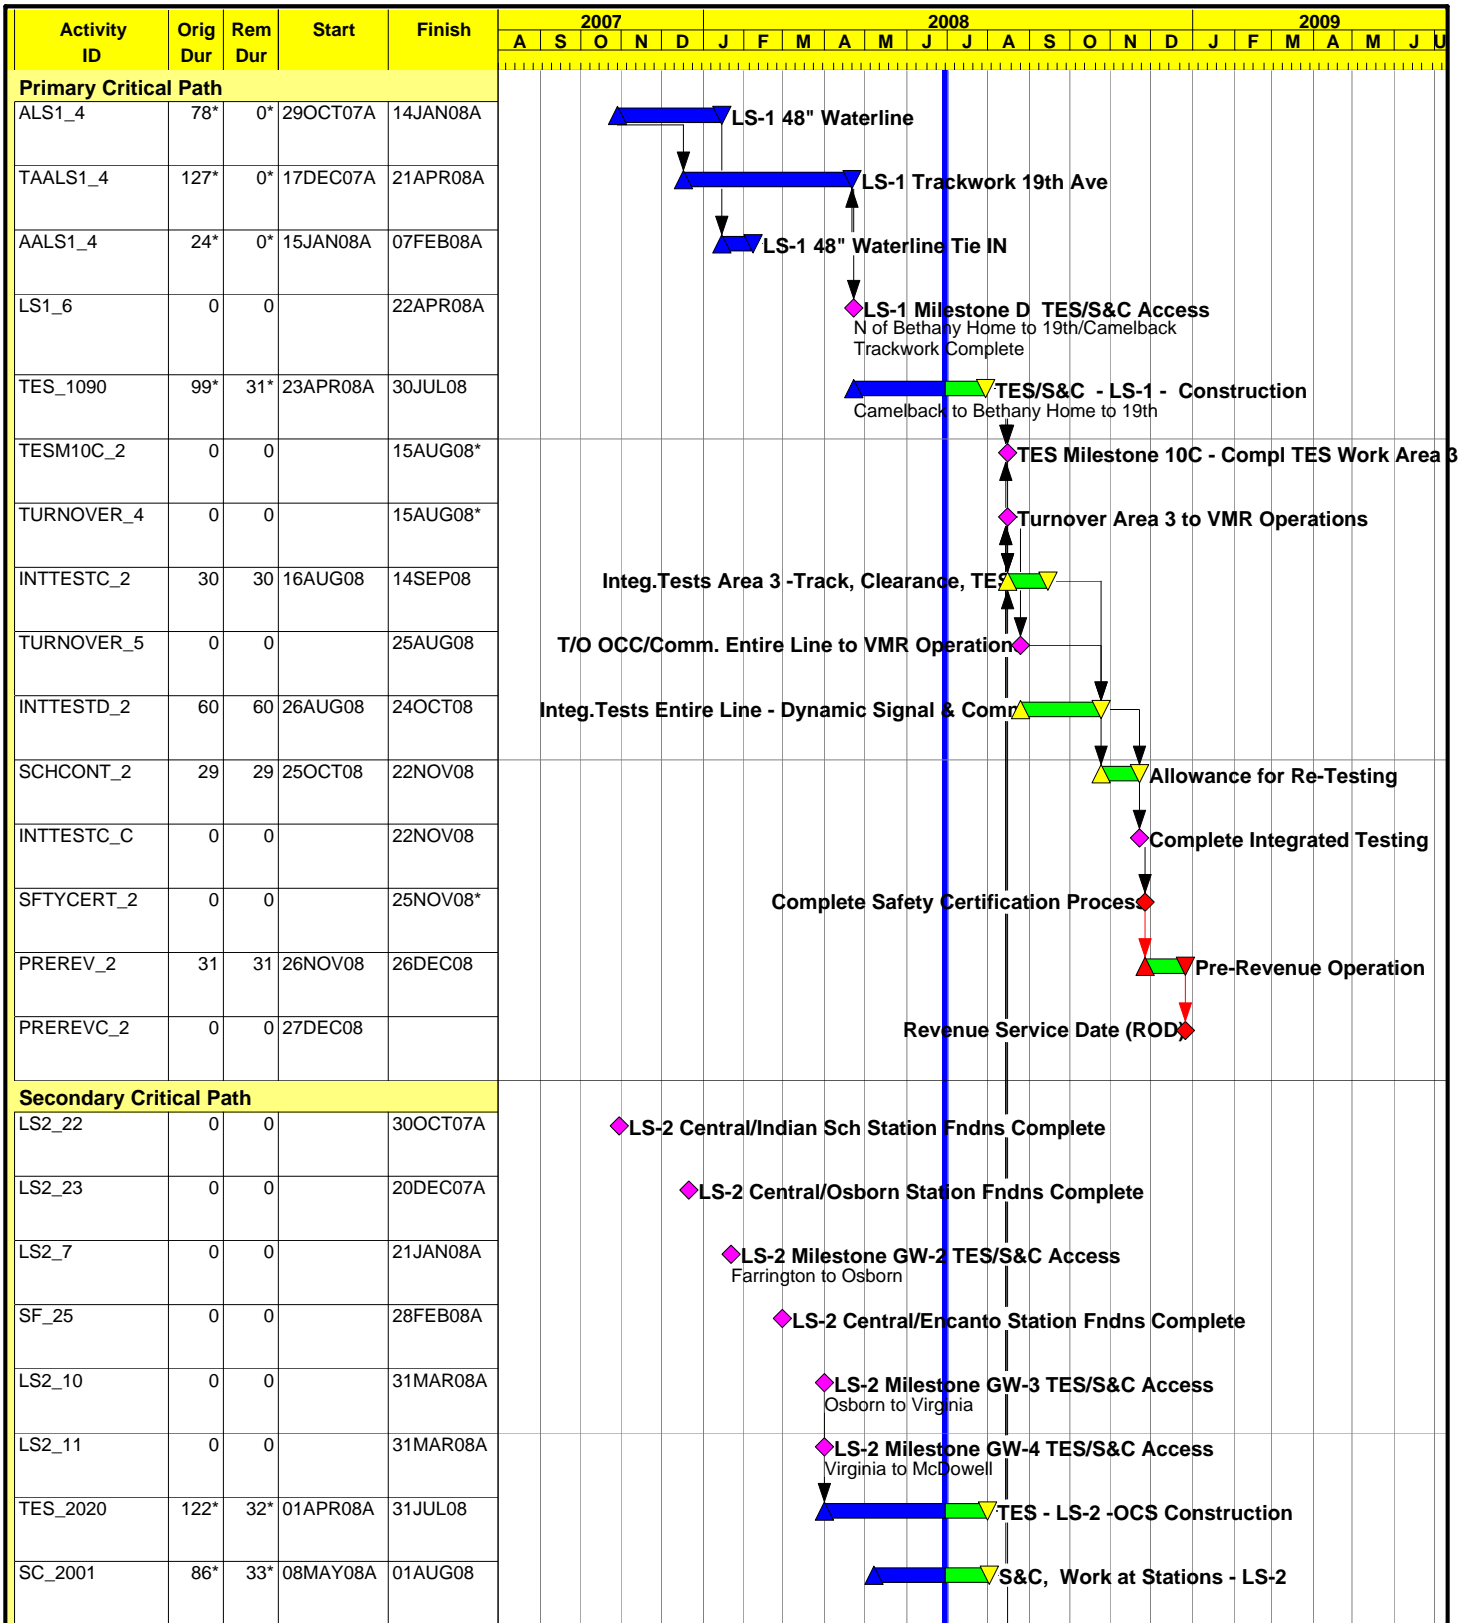 Activity ID Orig Dur Rem Dur Start Finish 2007 2008 2009
A S O N D J F M A M J J A S O N D J F M A M J
Primary Critical Path
ALS1_4 78* 0* 29OCT07A 14JAN08A LS-1 48" Waterline
TAALS1_4 127* 0* 17DEC07A 21APR08A LS-1 Trackwork 19th Ave
AALS1_4 24* 0* 15JAN08A 07FEB08A LS-1 48" Waterline Tie IN
LS1_6 0 0 22APR08A LS-1 Milestone D TES/S&C Access
N of Bethany Home to 19th/Camelback
Trackwork Complete
TES_1090 99* 31* 23APR08A 30JUL08 TES/S&C - LS-1 - Construction
Camelback to Bethany Home to 19th
TESM10C_2 0 0 15AUG08* TES Milestone 10C - Compl TES Work Area 3
TURNOVER_4 0 0 15AUG08* Turnover Area 3 to VMR Operations
INTTESTC_2 30 30 16AUG08 14SEP08 Integ.Tests Area 3 -Track, Clearance, TES
TURNOVER_5 0 0 25AUG08 T/O OCC/Comm. Entire Line to VMR Operation
INTTESTD_2 60 60 26AUG08 24OCT08 Integ.Tests Entire Line - Dynamic Signal & Comm
SCHCONT_2 29 29 25OCT08 22NOV08 Allowance for Re-Testing
INTTESTC_C 0 0 22NOV08 Complete Integrated Testing
SFTYCERT_2 0 0 25NOV08* Complete Safety Certification Process
PREREV_2 31 31 26NOV08 26DEC08 Pre-Revenue Operation
PREREVC_2 0 0 27DEC08 Revenue Service Date (ROD)
Secondary Critical Path
LS2_22 0 0 30OCT07A LS-2 Central/Indian Sch Station Fndns Complete
LS2_23 0 0 20DEC07A LS-2 Central/Osborn Station Fndns Complete
LS2_7 0 0 21JAN08A LS-2 Milestone GW-2 TES/S&C Access
Farrington to Osborn
SF_25 0 0 28FEB08A LS-2 Central/Encanto Station Fndns Complete
LS2_10 0 0 31MAR08A LS-2 Milestone GW-3 TES/S&C Access
Osborn to Virginia
LS2_11 0 0 31MAR08A LS-2 Milestone GW-4 TES/S&C Access
Virginia to McDowell
TES_2020 122* 32* 01APR08A 31JUL08 TES - LS-2 -OCS Construction
SC_2001 86* 33* 08MAY08A 01AUG08 S&C, Work at Stations - LS-2